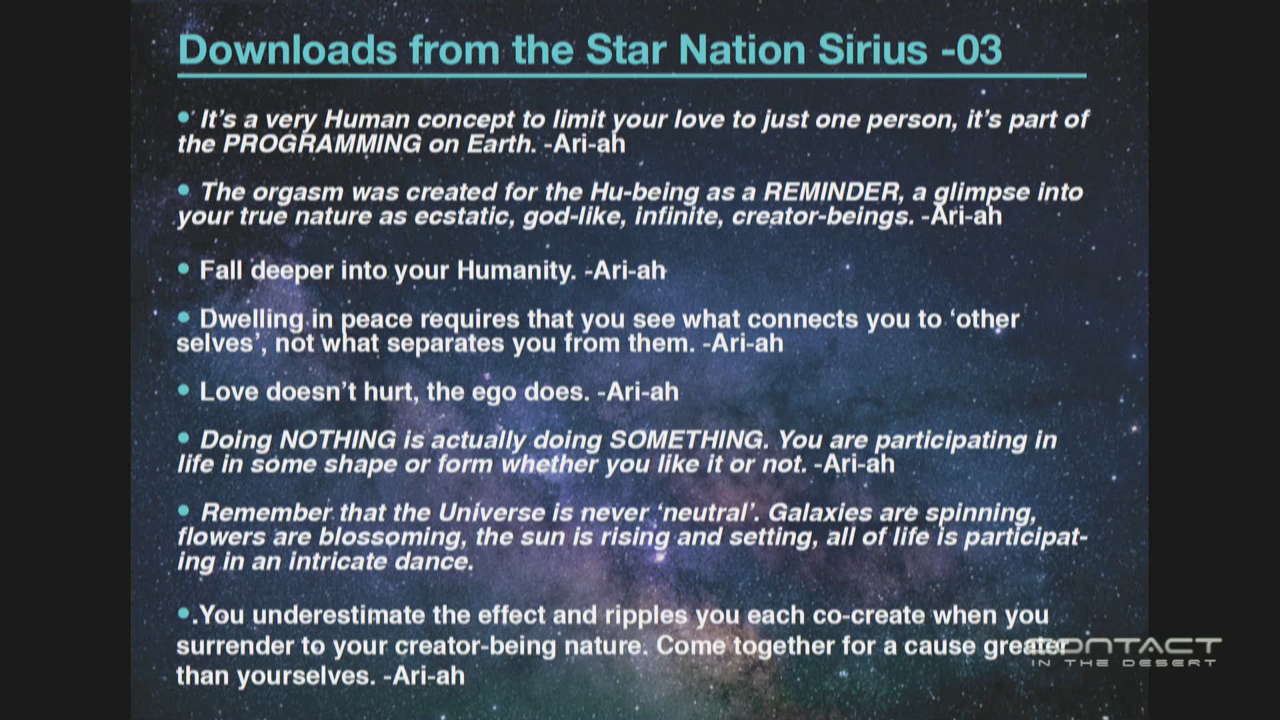 Downloads from the Star Nation Sirius -03
•' It's a very Human concept to limit your love to just one person, it's part of
the PROGRAMMING on Earth. -Ari-ah
• The orgasm was created for the Hu-being as a REMINDER, a glimpse into
your true nature as ecstatic, god-like, infinite, creator-beings. -Ari-ah
• Fall deeper into your Humanity. -Ari-ah
• Dwelling in peace requires that you see what connects you to ‘other
selves’, not what separates you from them. -Ari-ah
• Love doesn’t hurt, the ego does. -Ari-ah
• Doing NOTHING is actually doing SOMETHING. You are participating in
life in some shape or form whether you like it or not. -Ari-ah
• Remember that the Universe is never ‘neutral’. Galaxies are spinning,
flowers are blossoming, the sun is rising and setting, all of life is participat-
ing in an intricate dance.
•.You underestimate the effect and ripples you each co-create when you
surrender to your creator-being nature. Come together for a cause greater
than yourselves. -Ari-ah
CONTACT
IN THE DESERT